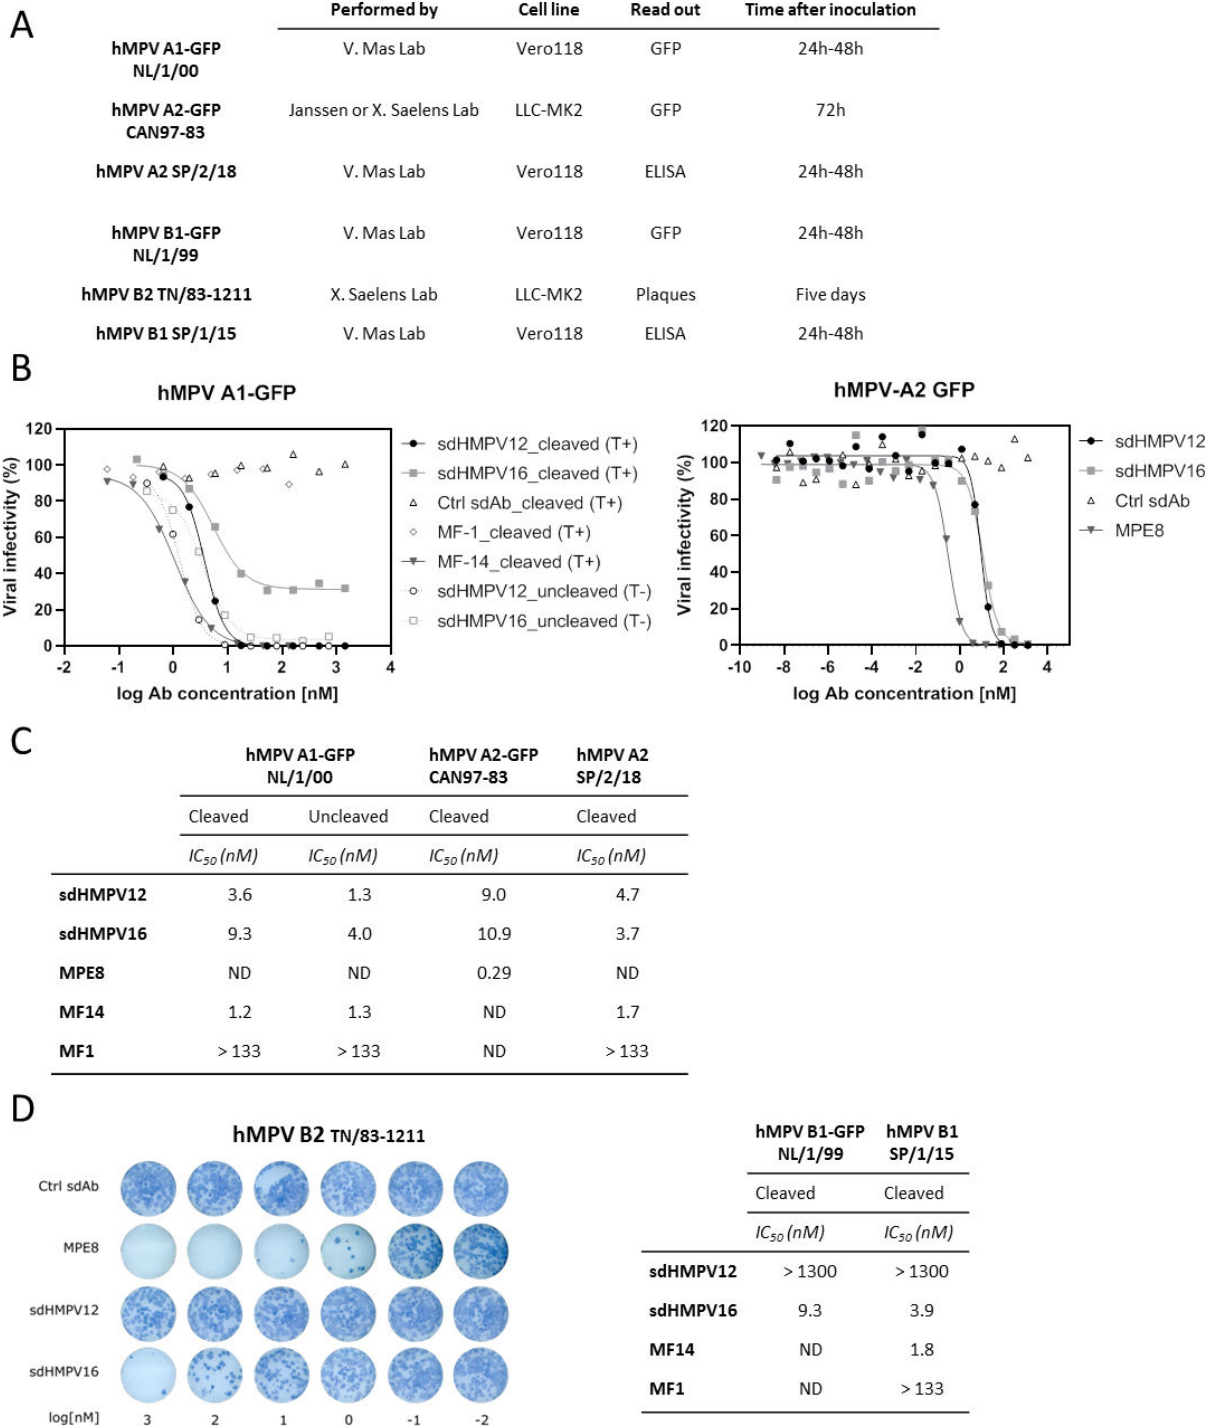 A
Performed by Cell line Read out Time after inoculation
hMPV A1-GFP V. Mas Lab Vero118 GFP 24h-48h
NL/1/00
hMPV A2-GFP Janssen or X. Saelens Lab LLC-MK2 GFP 72h
CAN97-83
hMPV A2 SP/2/18 V. Mas Lab Vero118 ELISA 24h-48h
hMPV B1-GFP V. Mas Lab Vero118 GFP 24h-48h
NL/1/99
hMPV B2 TN/83-1211 X. Saelens Lab LLC-MK2 Plaques Five days
hMPV B1 SP/1/15 V. Mas Lab Vero118 ELISA 24h-48h
B
hMPV A1-GFP
Viral infectivity (%)
120
100
80
60
40
20
0
-2 -1 0 1 2 3 4
log Ab concentration [nM]
sdHMPV12_cleaved (T+)
sdHMPV16_cleaved (T+)
Ctrl sdAb_cleaved (T+)
MF-1_cleaved (T+)
MF-14_cleaved (T+)
sdHMPV12_uncleaved (T-)
sdHMPV16_uncleaved (T-)
hMPV-A2 GFP
Viral infectivity (%)
120
100
80
60
40
20
0
-10 -8 -6 -4 -2 0 2 4
log Ab concentration [nM]
sdHMPV12
sdHMPV16
Ctrl sdAb
MPE8
C
hMPV A1-GFP hMPV A2-GFP hMPV A2
NL/1/00 CAN97-83 SP/2/18
Cleaved Uncleaved Cleaved Cleaved
IC50 (nM) IC50 (nM) IC50 (nM) IC50 (nM)
sdHMPV12 3.6 1.3 9.0 4.7
sdHMPV16 9.3 4.0 10.9 3.7
MPE8 ND ND 0.29 ND
MF14 1.2 1.3 ND 1.7
MF1 > 133 > 133 ND > 133
D
hMPV B2 TN/83-1211
Ctrl sdAb
MPE8
sdHMPV12
sdHMPV16
log[nM] 3 2 1 0 -1 -2
hMPV B1-GFP hMPV B1
NL/1/99 SP/1/15
Cleaved Cleaved
IC50 (nM) IC50 (nM)
sdHMPV12 > 1300 > 1300
sdHMPV16 9.3 3.9
MF14 ND 1.8
MF1 ND > 133